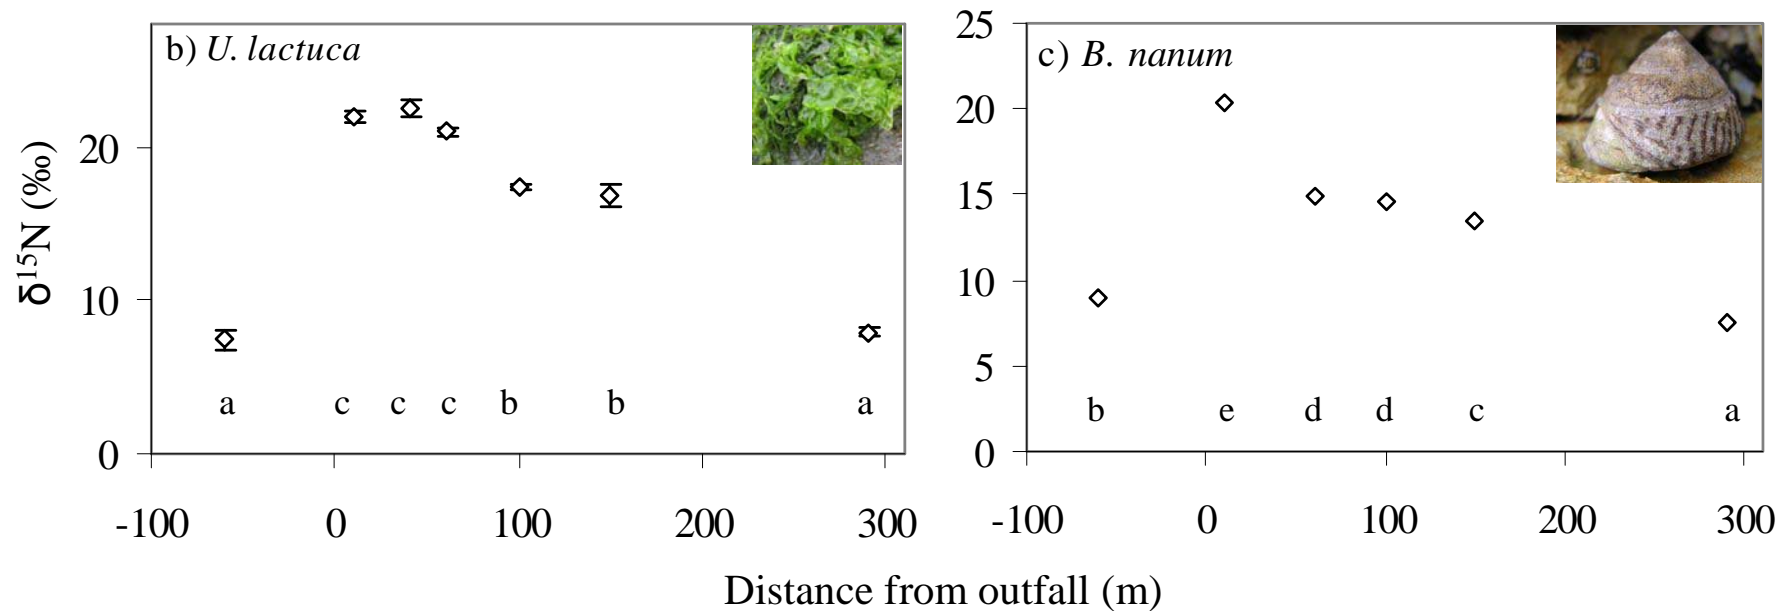 b) U. lactuca
δ¹⁵N (‰)
20
10
0
a c c c b b a
-100 0 100 200 300
c) B. nanum
25
20
15
10
5
0
b e d d c a
-100 0 100 200 300
Distance from outfall (m)